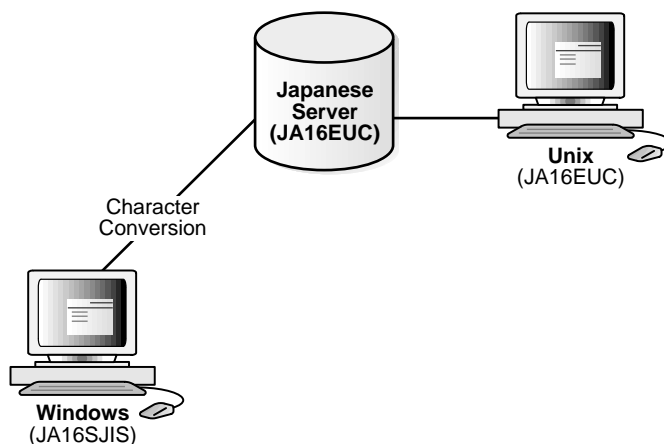 Japanese
Server
(JA16EUC)
Unix
(JA16EUC)
Character
Conversion
Windows
(JA16SJIS)